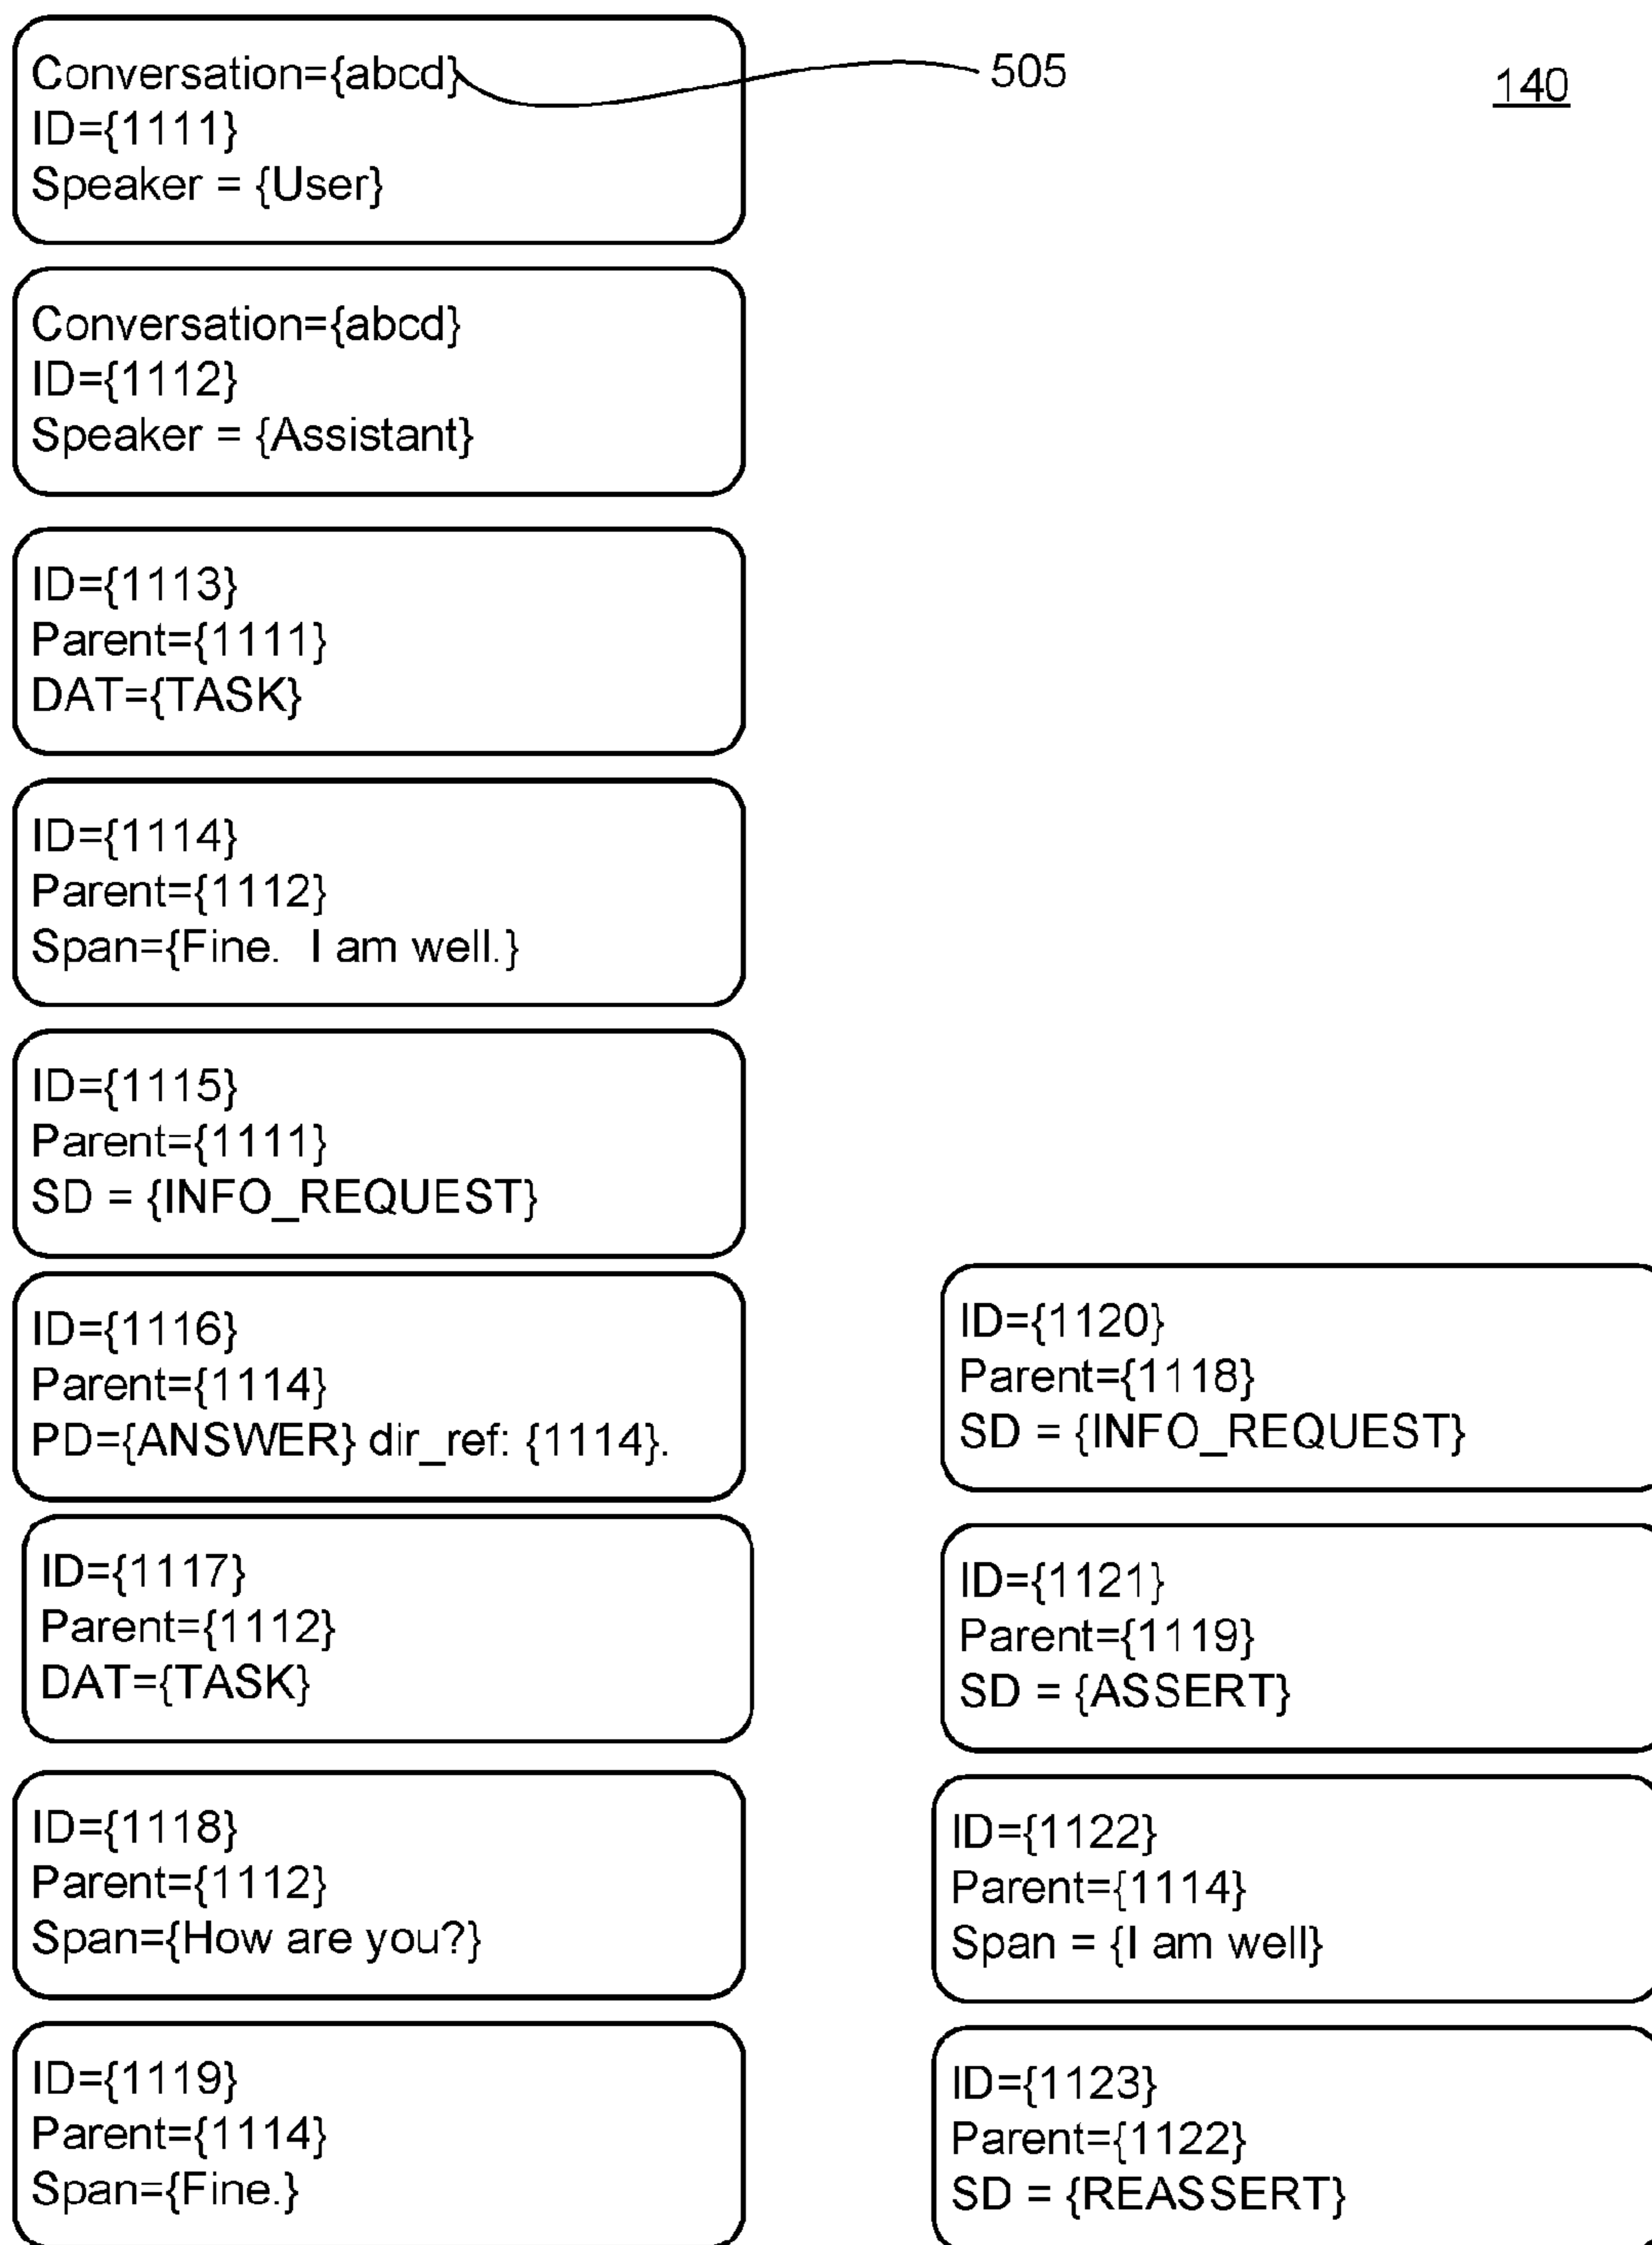 Conversation={abcd}
ID={1111}
Speaker = {User}
505
140
Conversation={abcd}
ID={1112}
Speaker = {Assistant}
ID={1113}
Parent={1111}
DAT={TASK}
ID={1114}
Parent={1112}
Span={Fine.  I am well.}
ID={1115}
Parent={1111}
SD = {INFO_REQUEST}
ID={1116}
Parent={1114}
PD={ANSWER} dir_ref: {1114}.
ID={1117}
Parent={1112}
DAT={TASK}
ID={1118}
Parent={1112}
Span={How are you?}
ID={1119}
Parent={1114}
Span={Fine.}
ID={1120}
Parent={1118}
SD = {INFO_REQUEST}
ID={1121}
Parent={1119}
SD = {ASSERT}
ID={1122}
Parent={1114}
Span = {I am well}
ID={1123}
Parent={1122}
SD = {REASSERT}